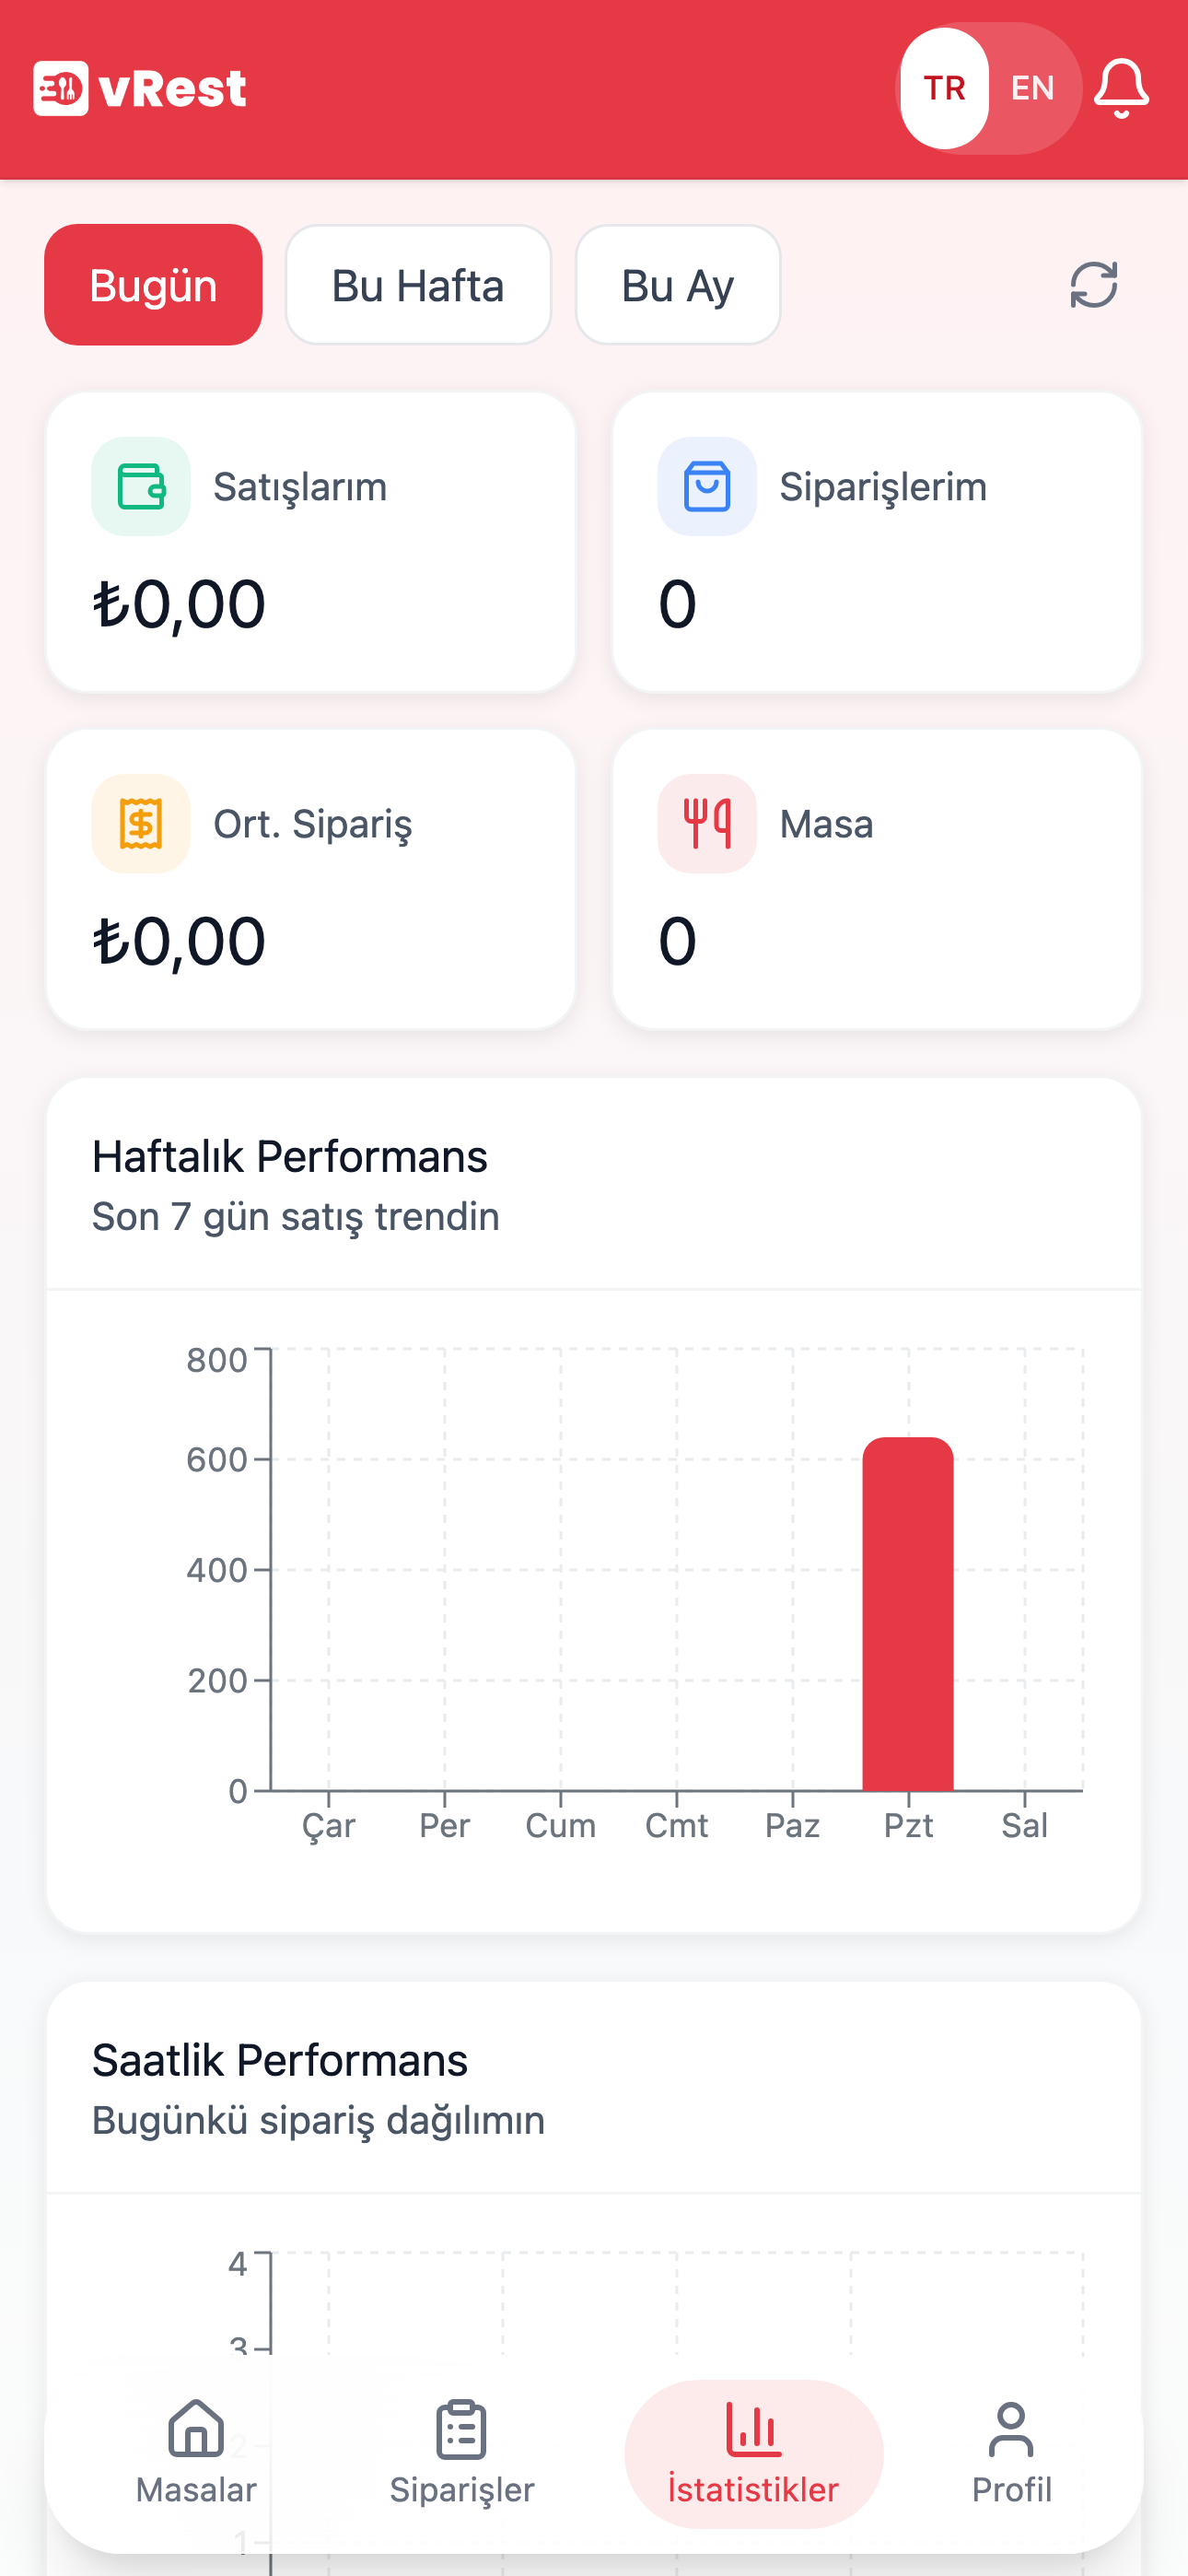 vRest
TR EN
Bugün Bu Hafta Bu Ay
Satışlarım
₺0,00
Siparişlerim
0
Ort. Sipariş
₺0,00
Masa
0
Haftalık Performans
Son 7 gün satış trendin
800
600
400
200
0
Çar Per Cum Cmt Paz Pzt Sal
Saatlik Performans
Bugünkü sipariş dağılımın
4
3
2
1
Masalar Siparişler İstatistikler Profil